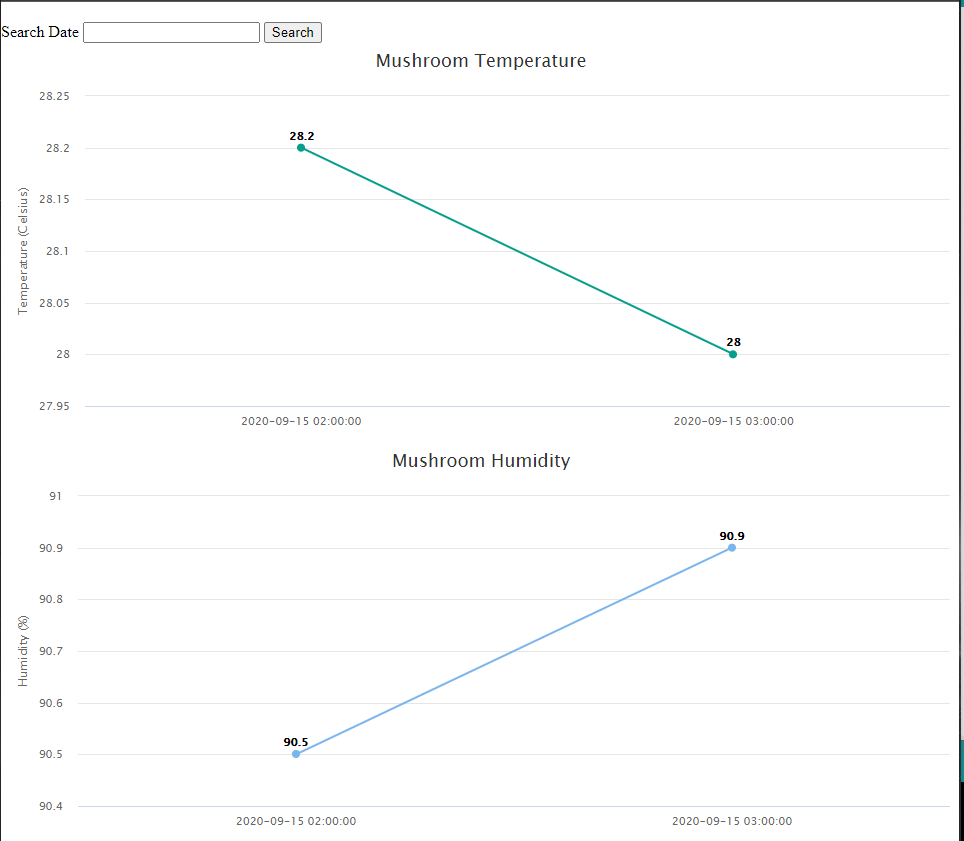 Search Date Search
Mushroom Temperature
28.25
28.2
28.2
28.15
Temperature (Celsius)
28.1
28.05
28
28
27.95
2020-09-15 02:00:00 2020-09-15 03:00:00
Mushroom Humidity
91
90.9
90.9
90.8
Humidity (%)
90.7
90.6
90.5
90.5
90.4
2020-09-15 02:00:00 2020-09-15 03:00:00